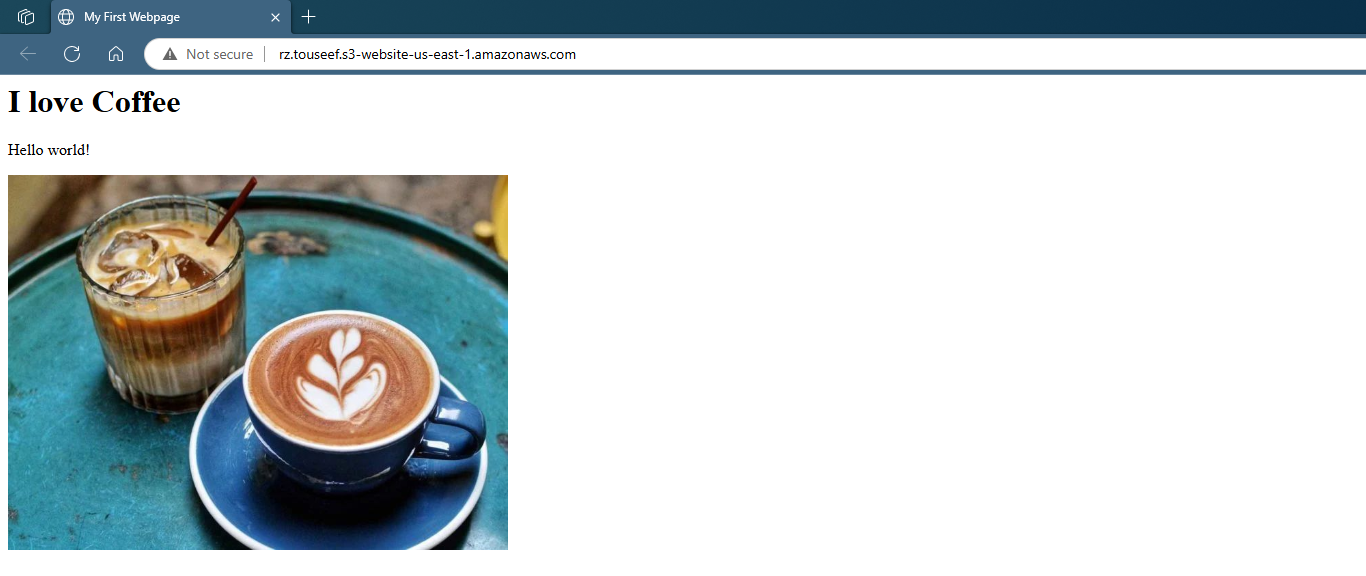 My First Webpage
Not secure rz.touseef.s3-website-us-east-1.amazonaws.com
I love Coffee
Hello world!